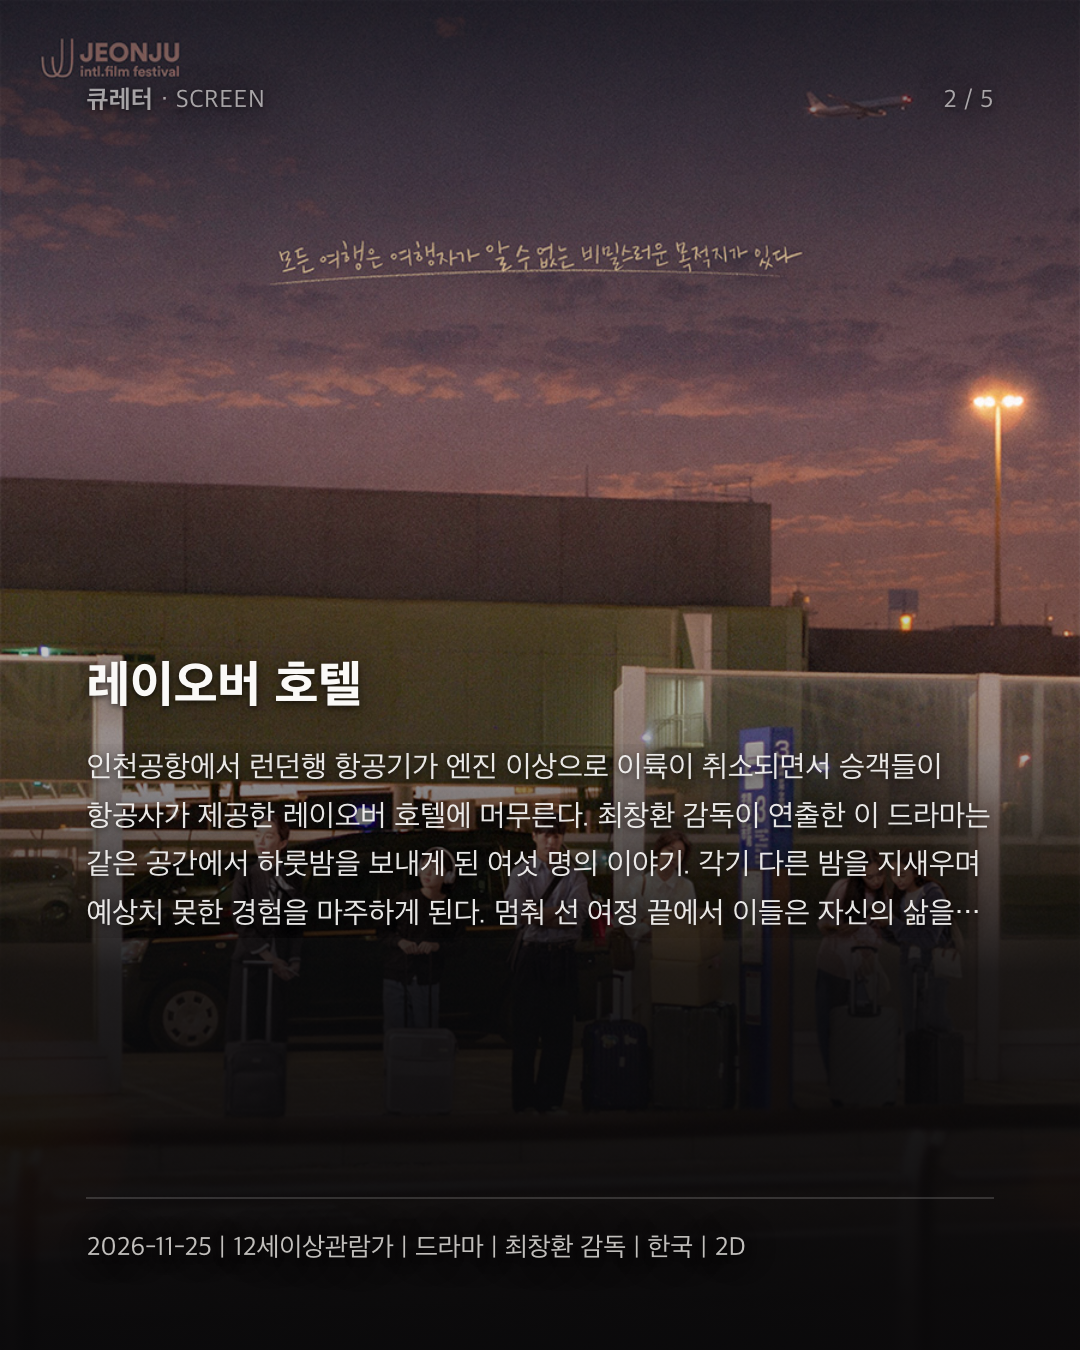 JEONJU
intl.film festival
큐레터 · SCREEN
2 / 5
모든 여행은 여행자가 알 수 없는 비밀스러운 목적지가 있다
레이오버 호텔
인천공항에서 런던행 항공기가 엔진 이상으로 이륙이 취소되면서 승객들이
항공사가 제공한 레이오버 호텔에 머무른다. 최창환 감독이 연출한 이 드라마는
같은 공간에서 하룻밤을 보내게 된 여섯 명의 이야기. 각기 다른 밤을 지새우며
예상치 못한 경험을 마주하게 된다. 멈춰 선 여정 끝에서 이들은 자신의 삶을…
2026-11-25 | 12세이상관람가 | 드라마 | 최창환 감독 | 한국 | 2D